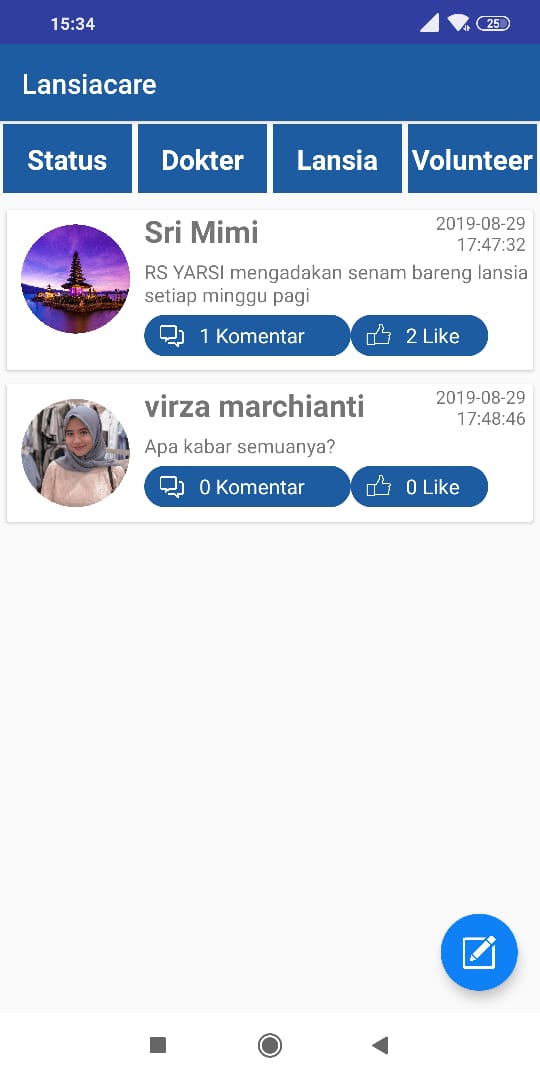 15:34
25
Lansiacare
Status Dokter Lansia Volunteer
Sri Mimi
2019-08-29
17:47:32
RS YARSI mengadakan senam bareng lansia
setiap minggu pagi
1 Komentar 2 Like
virza marchianti
2019-08-29
17:48:46
Apa kabar semuanya?
0 Komentar 0 Like